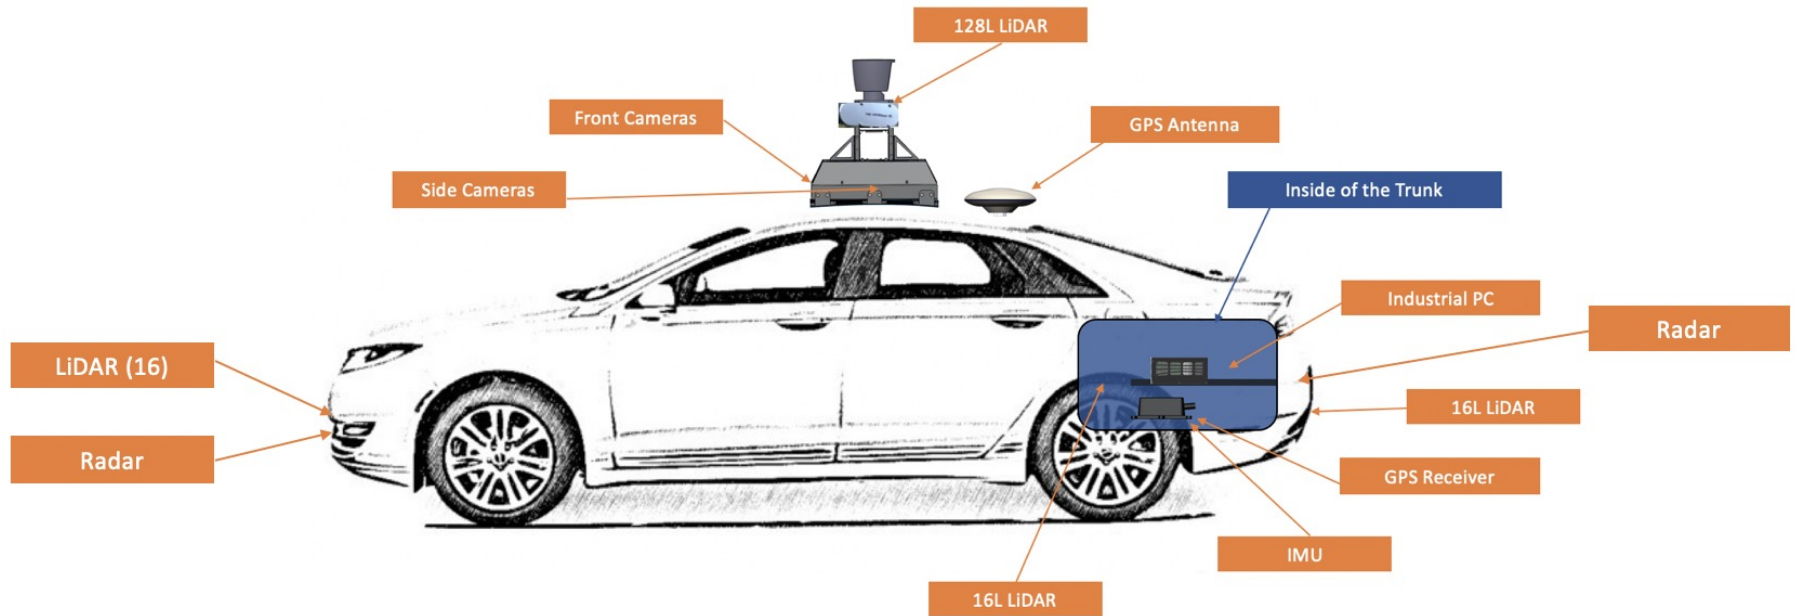 128L LiDAR
Front Cameras
GPS Antenna
Side Cameras
Inside of the Trunk
Industrial PC
Radar
LiDAR (16)
16L LiDAR
Radar
GPS Receiver
IMU
16L LiDAR